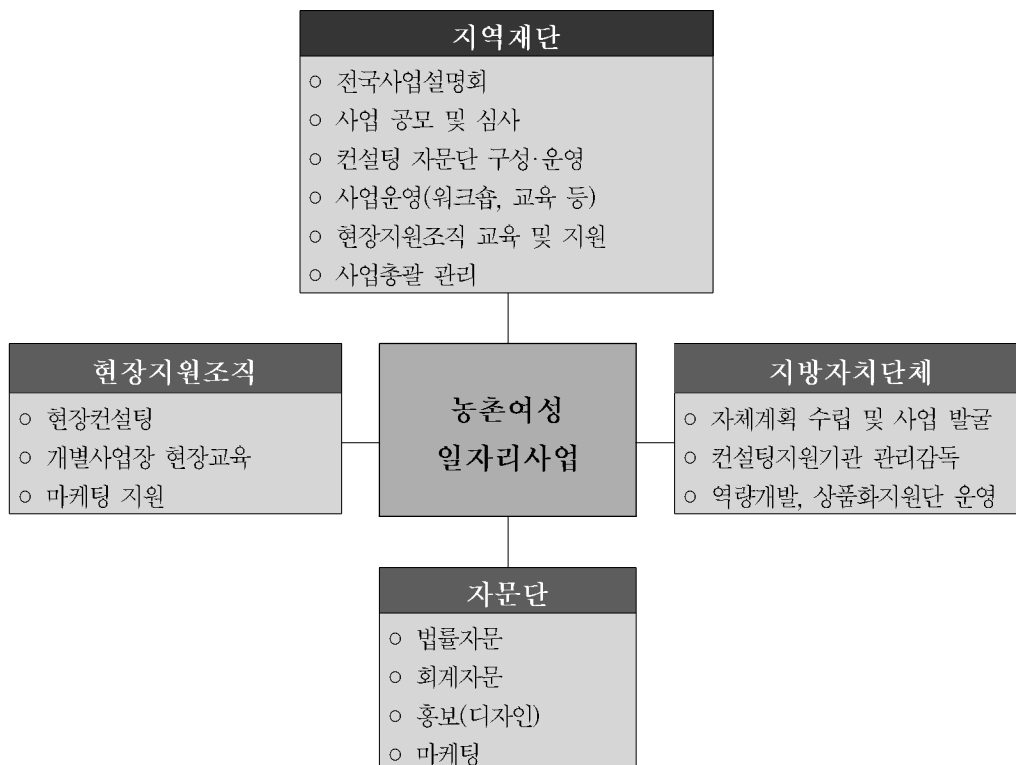 지역재단
○ 전국사업설명회
○ 사업 공모 및 심사
○ 컨설팅 자문단 구성·운영
○ 사업운영(워크숍, 교육 등)
○ 현장지원조직 교육 및 지원
○ 사업총괄 관리
현장지원조직
○ 현장컨설팅
○ 개별사업장 현장교육
○ 마케팅 지원
농촌여성
일자리사업
지방자치단체
○ 자체계획 수립 및 사업 발굴
○ 컨설팅지원기관 관리감독
○ 역량개발, 상품화지원단 운영
자문단
○ 법률자문
○ 회계자문
○ 홍보(디자인)
○ 마케팅